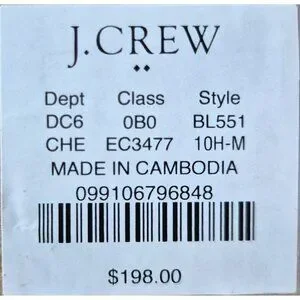 J.CREW
Dept Class Style
DC6 0B0 BL551
CHE EC3477 10H-M
MADE IN CAMBODIA
099106796848
$198.00